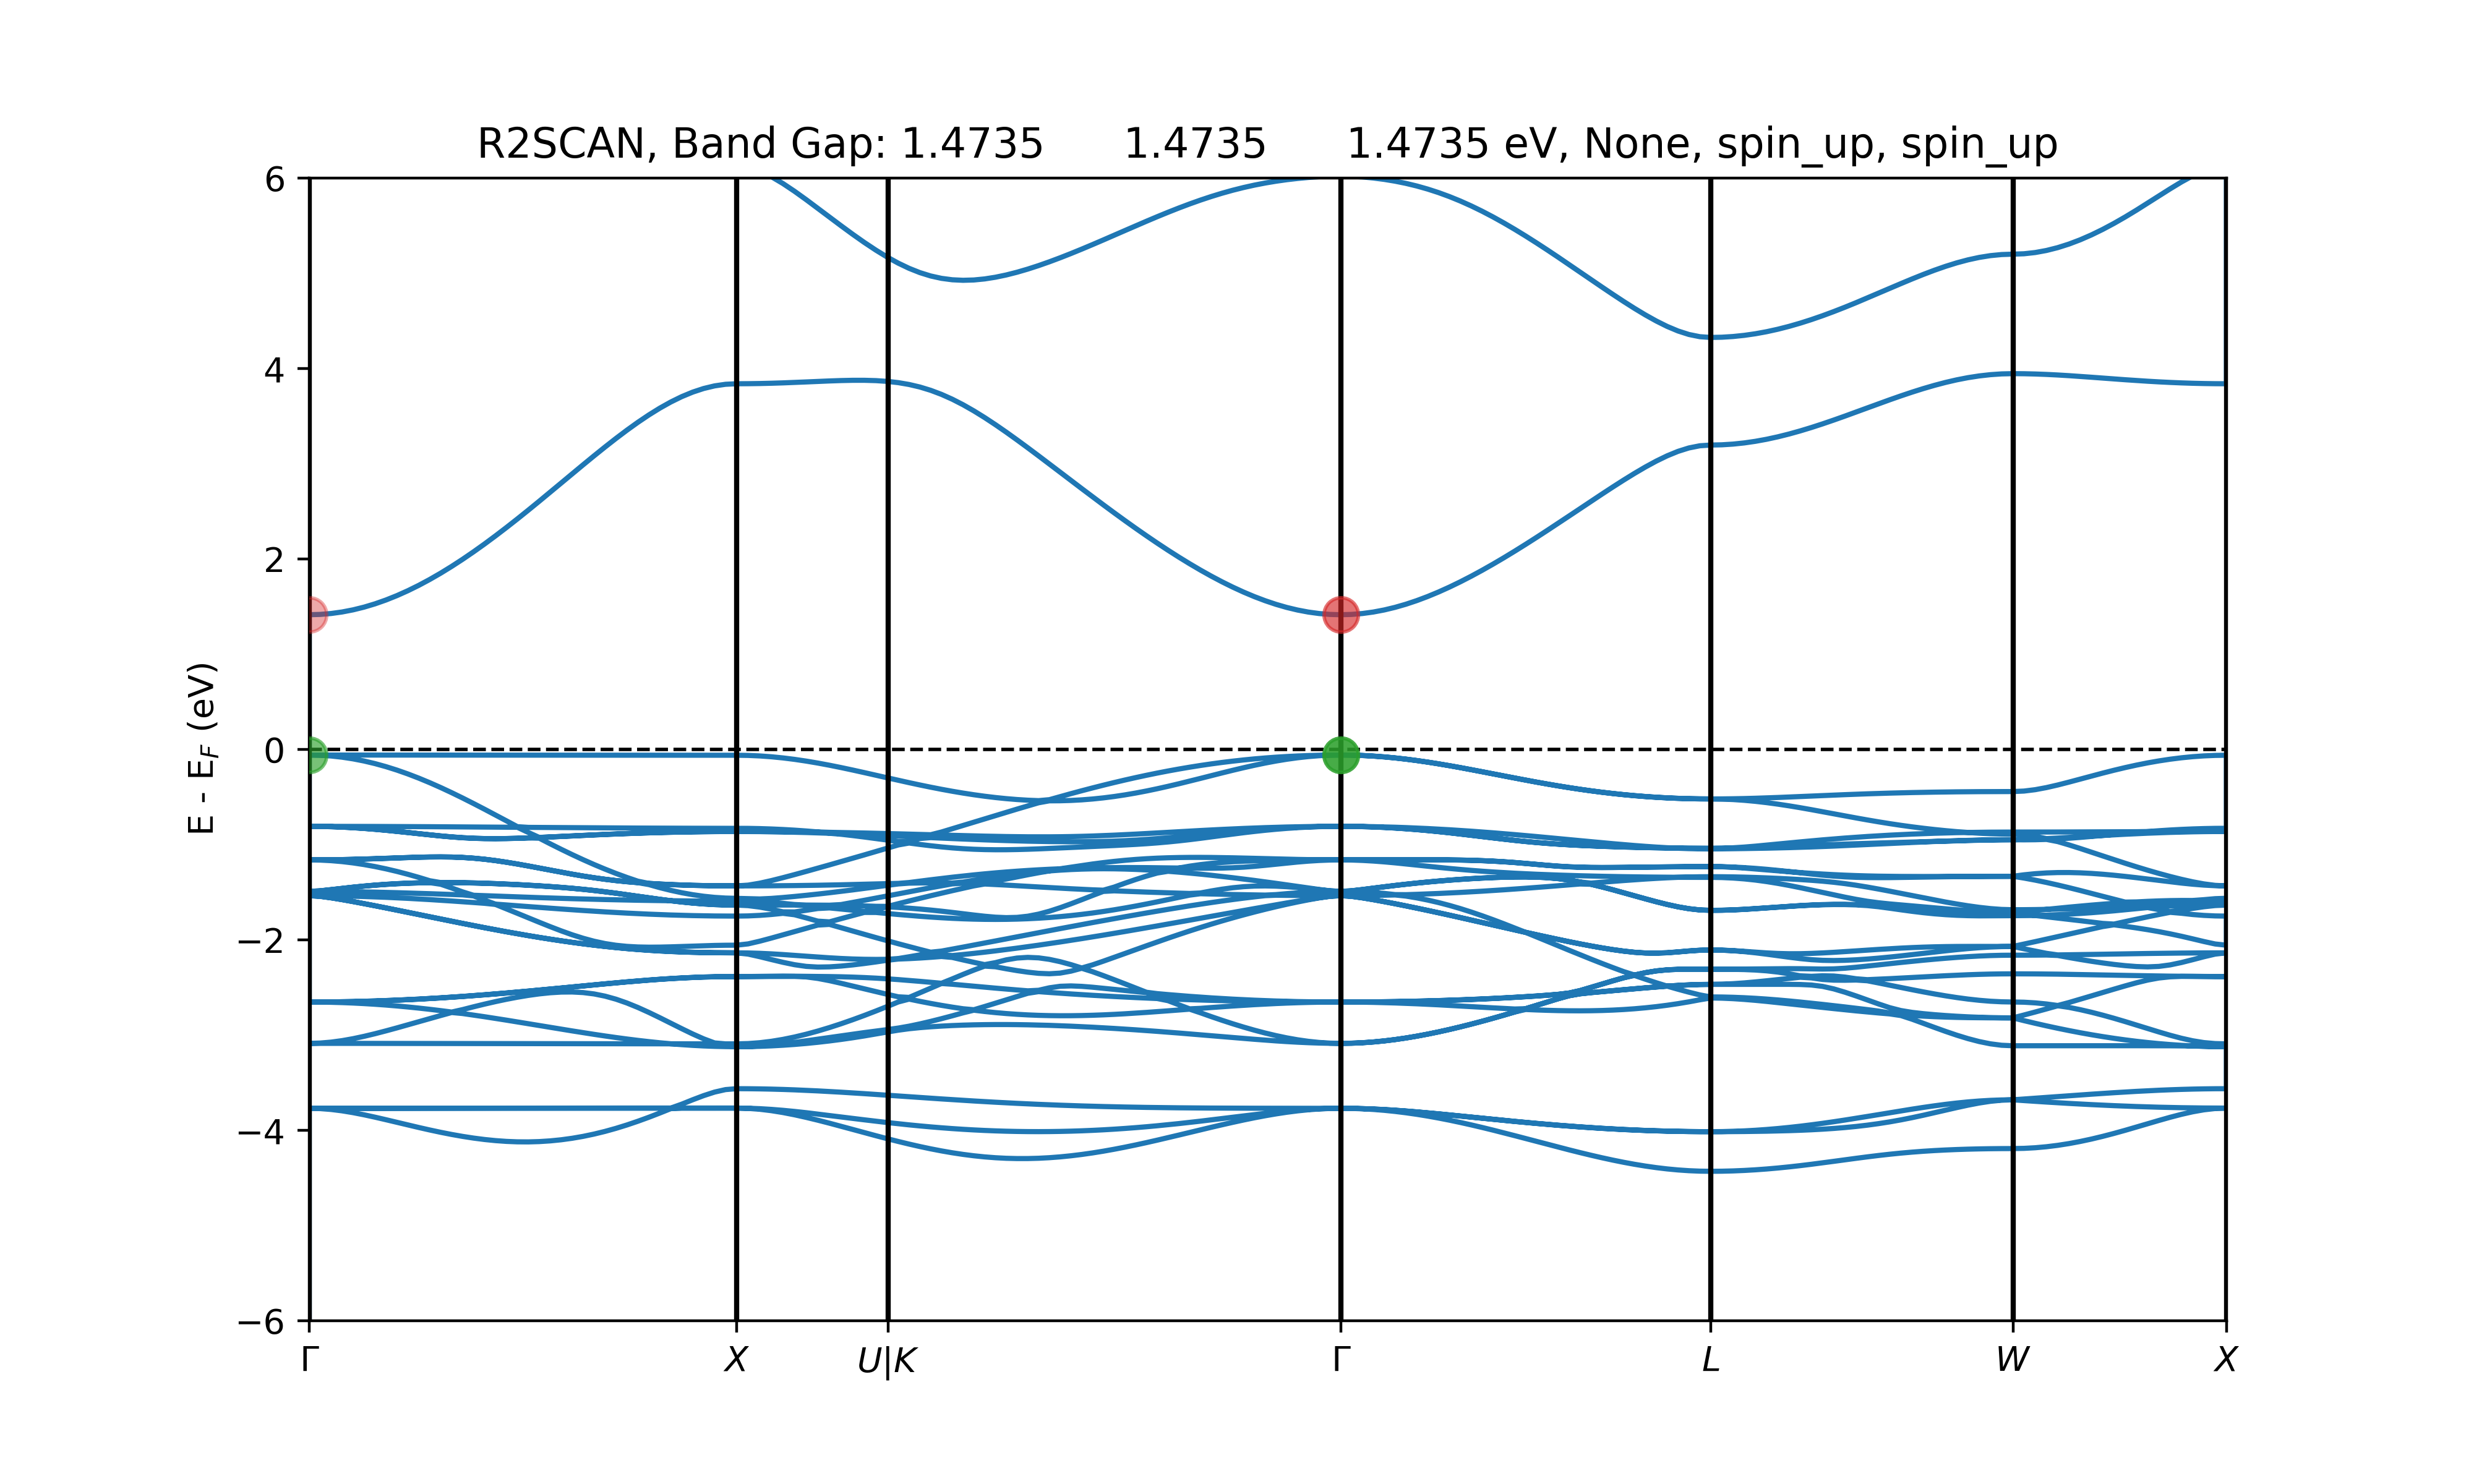 R2SCAN, Band Gap: 1.4735 1.4735 1.4735 eV, None, spin_up, spin_up
6
4
2
0
−2
−4
−6
E - E_F (eV)
Γ X U|K Γ L W X